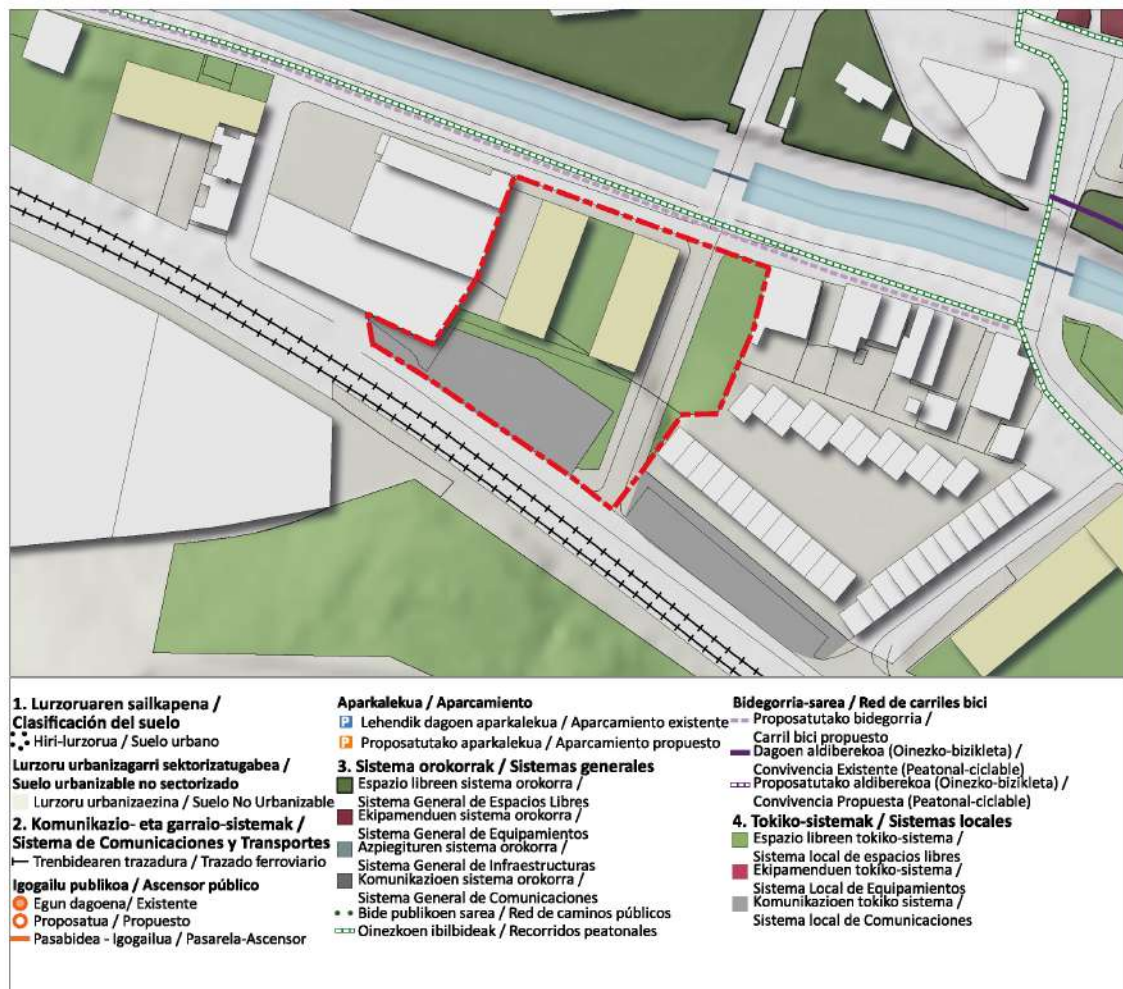 1. Lurzoruaren sailkapena /
Clasificación del suelo
Hiri-lurzorua / Suelo urbano
Lurzoru urbanizagarri sektorizatugabea /
Suelo urbanizable no sectorizado
Lurzoru urbanizaezina / Suelo No Urbanizable
2. Komunikazio- eta garraio-sistemak /
Sistema de Comunicaciones y Transportes
Trenbidearen trazadura / Trazado ferroviario
Igogailu publikoa / Ascensor público
Egun dagoena/ Existente
Proposatua / Propuesto
Pasabidea - Igogailua / Pasarela-Ascensor
Aparkalekua / Aparcamiento
P Lehendik dagoen aparkalekua / Aparcamiento existente
P Proposatutako aparkalekua / Aparcamiento propuesto
3. Sistema orokorrak / Sistemas generales
Espazio libreen sistema orokorra /
Sistema General de Espacios Libres
Ekipamenduen sistema orokorra /
Sistema General de Equipamientos
Azpiegituren sistema orokorra /
Sistema General de Infraestructuras
Komunikazioen sistema orokorra /
Sistema General de Comunicaciones
Bide publikoen sarea / Red de caminos públicos
Oinezkoen ibilbideak / Recorridos peatonales
Bidegorria-sarea / Red de carriles bici
Proposatutako bidegorria /
Carril bici propuesto
Dagoen aldiberekoa (Oinezko-bizikleta) /
Convivencia Existente (Peatonal-ciclable)
Proposatutako aldiberekoa (Oinezko-bizikleta) /
Convivencia Propuesta (Peatonal-ciclable)
4. Tokiko-sistemak / Sistemas locales
Espazio libreen tokiko-sistema /
Sistema local de espacios libres
Ekipamenduen tokiko-sistema /
Sistema Local de Equipamientos
Komunikazioen tokiko sistema /
Sistema local de Comunicaciones